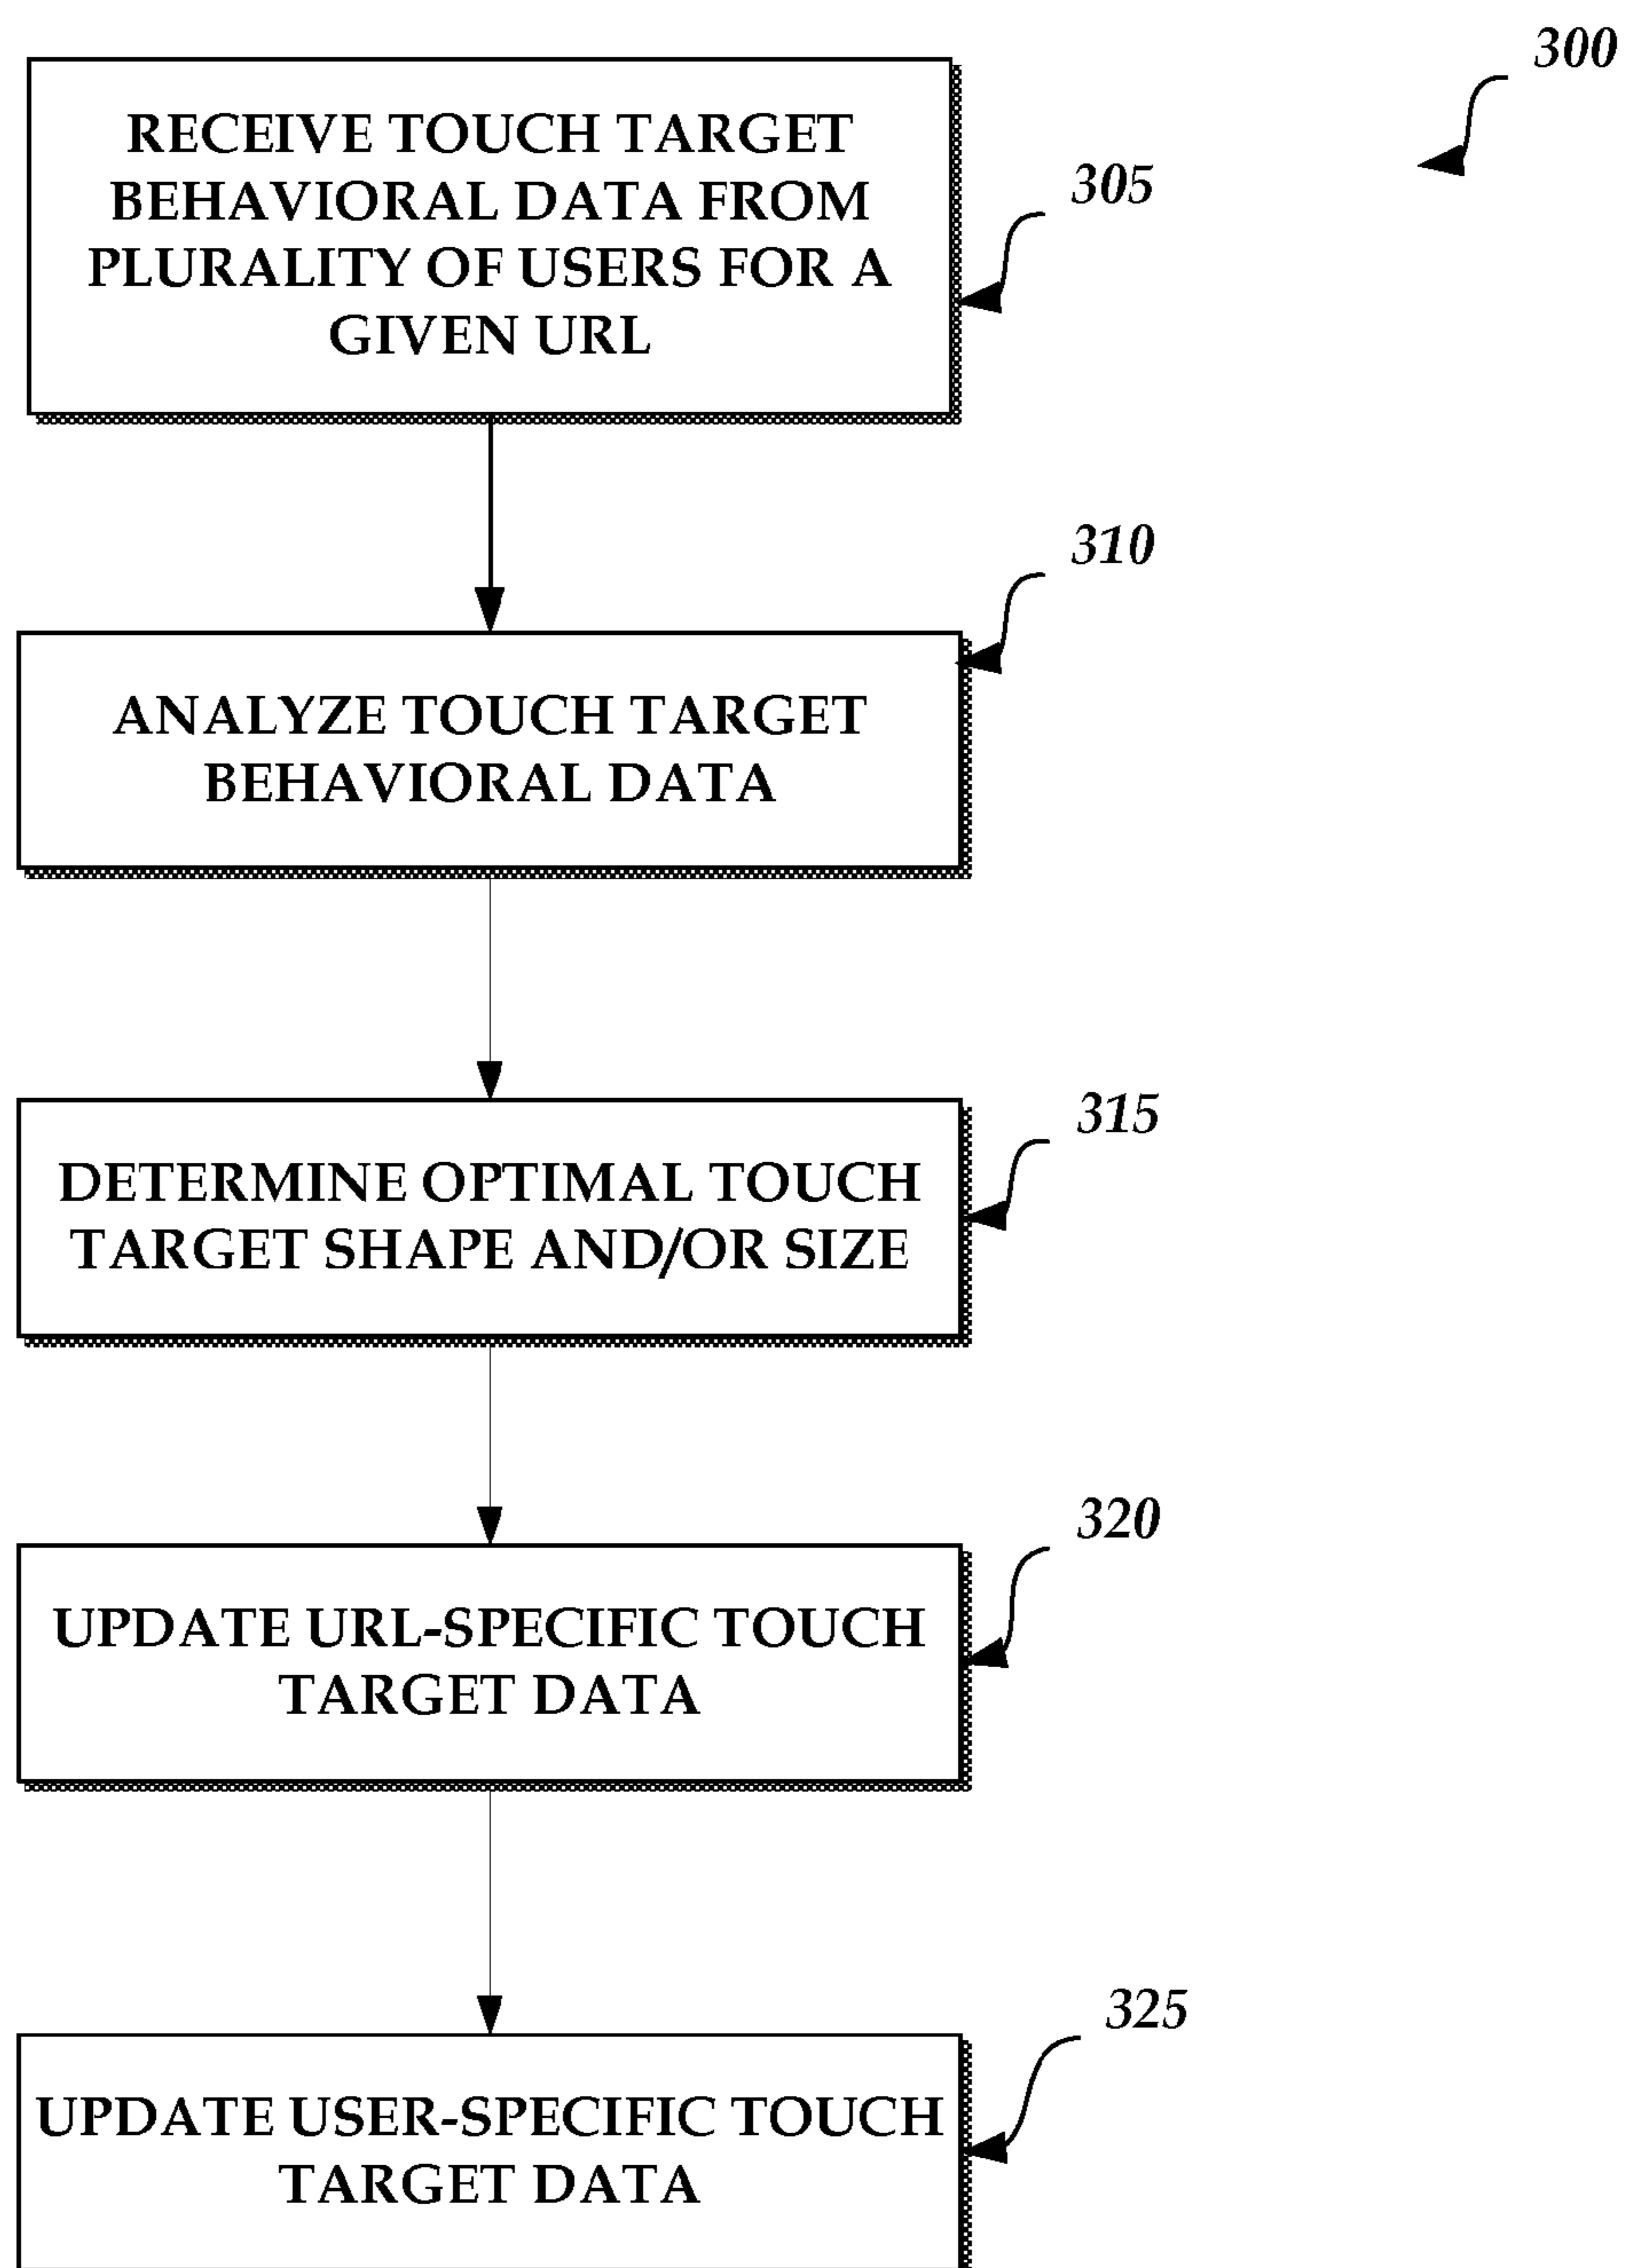 300
RECEIVE TOUCH TARGET
BEHAVIORAL DATA FROM
PLURALITY OF USERS FOR A
GIVEN URL
305
310
ANALYZE TOUCH TARGET
BEHAVIORAL DATA
315
DETERMINE OPTIMAL TOUCH
TARGET SHAPE AND/OR SIZE
320
UPDATE URL-SPECIFIC TOUCH
TARGET DATA
325
UPDATE USER-SPECIFIC TOUCH
TARGET DATA